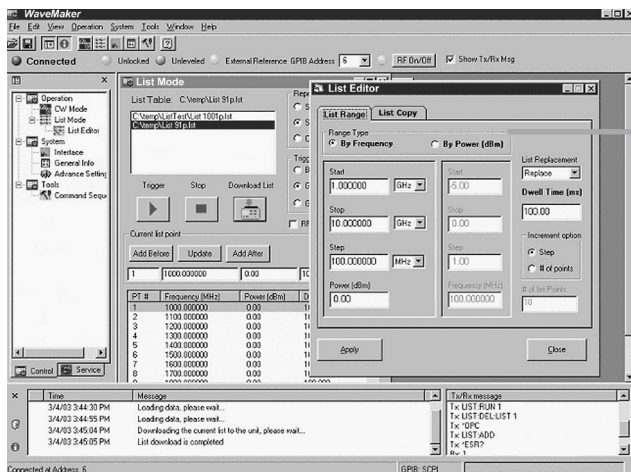 WaveMaker
File Edit View Operation System Tools Window Help
Connected Unlocked Unleveled External Reference GPIB Address 6 RF On/Off Show Tx/Rx Msg
Operation
CW Mode
List Mode
List Editor
System
Interface
General Info
Advance Setting
Tools
Command Sequ
Control Service
List Mode
List Table: C:\temp\List 91p.lst
C:\temp\ListTest\List 1001p.lst
C:\temp\List 91p.lst
Trigger Stop Download List
Current list point
Add Before Update Add After
1 1000.000000 0.00
PT # Frequency (MHz) Power (dBm)
1 1000.000000 0.00
2 1100.000000 0.00
3 1200.000000 0.00
4 1300.000000 0.00
5 1400.000000 0.00
6 1500.000000 0.00
7 1600.000000 0.00
8 1700.000000 0.00
List Editor
List Range List Copy
Range Type
By Frequency By Power (dBm)
Start
1.000000 GHz
Stop
10.000000 GHz
Step
100.000000 MHz
Power (dBm)
0.00
Start
-5.00
Stop
0.00
Step
1.00
Frequency (MHz)
100.000000
List Replacement
Replace
Dwell Time (ms)
100.00
Increment option
Step
# of points
# of list Points
10
Apply Close
Time Message
3/4/03 3:44:30 PM Loading data, please wait...
3/4/03 3:44:55 PM Loading data, please wait...
3/4/03 3:45:04 PM Downloading the current list to the unit, please wait...
3/4/03 3:45:05 PM List download is completed
Tx/Rx message
Tx LIST:RUN 1
Tx LIST:DEL:LIST 1
Tx *OPC
Tx LIST:ADD
Tx *ESR?
Rx 1
Connected at Address: 6 GPIB: SCPI